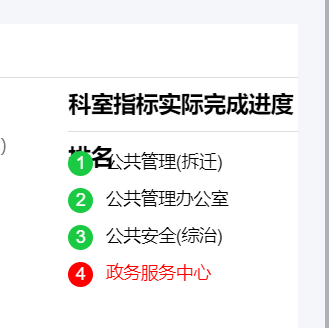 科室指标实际完成进度
排名
)
1 公共管理(拆迁)
2 公共管理办公室
3 公共安全(综治)
4 政务服务中心